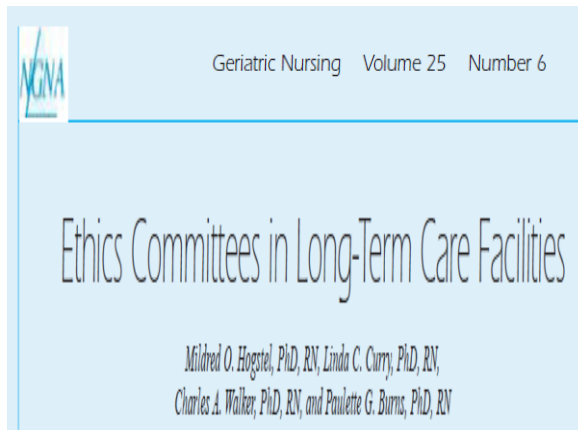 NGNA
Geriatric Nursing Volume 25 Number 6
Ethics Committees in Long-Term Care Facilities
Mildred O. Hogstel, PhD, RN, Linda C. Curry, PhD, RN,
Charles A. Walker, PhD, RN, and Paulette G. Burns, PhD, RN